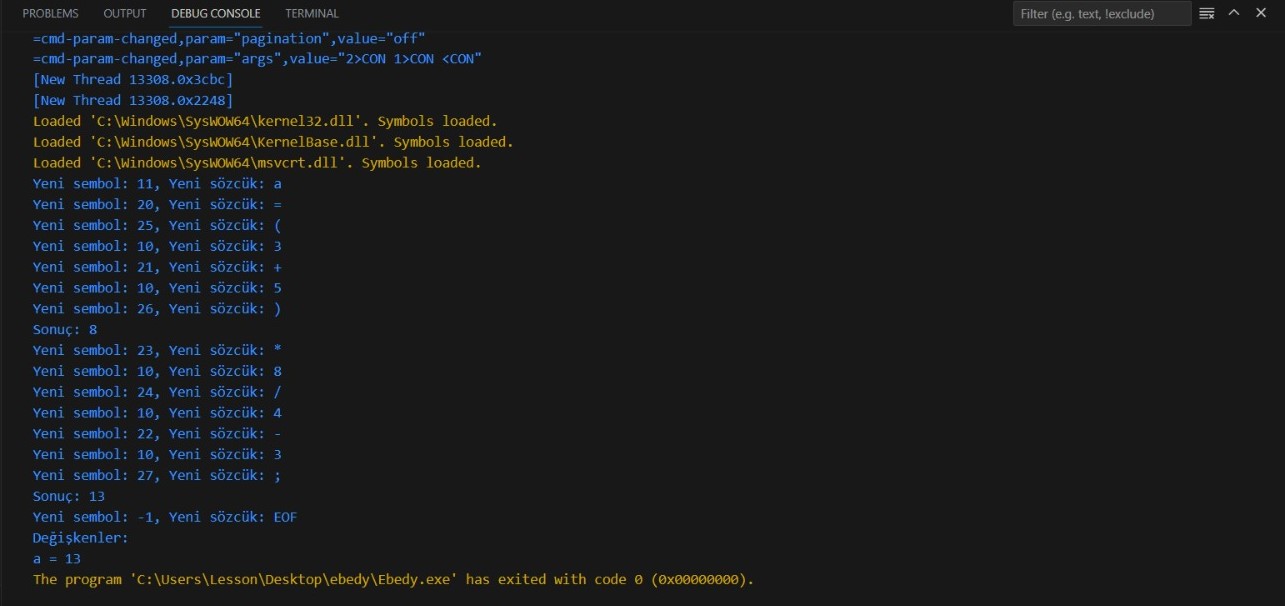 PROBLEMS OUTPUT DEBUG CONSOLE TERMINAL Filter (e.g. text, !exclude)
=cmd-param-changed,param="pagination",value="off"
=cmd-param-changed,param="args",value="2>CON 1>CON <CON"
[New Thread 13308.0x3cbc]
[New Thread 13308.0x2248]
Loaded 'C:\Windows\SysWOW64\kernel32.dll'. Symbols loaded.
Loaded 'C:\Windows\SysWOW64\KernelBase.dll'. Symbols loaded.
Loaded 'C:\Windows\SysWOW64\msvcrt.dll'. Symbols loaded.
Yeni sembol: 11, Yeni sözcük: a
Yeni sembol: 20, Yeni sözcük: =
Yeni sembol: 25, Yeni sözcük: (
Yeni sembol: 10, Yeni sözcük: 3
Yeni sembol: 21, Yeni sözcük: +
Yeni sembol: 10, Yeni sözcük: 5
Yeni sembol: 26, Yeni sözcük: )
Sonuç: 8
Yeni sembol: 23, Yeni sözcük: *
Yeni sembol: 10, Yeni sözcük: 8
Yeni sembol: 24, Yeni sözcük: /
Yeni sembol: 10, Yeni sözcük: 4
Yeni sembol: 22, Yeni sözcük: -
Yeni sembol: 10, Yeni sözcük: 3
Yeni sembol: 27, Yeni sözcük: ;
Sonuç: 13
Yeni sembol: -1, Yeni sözcük: EOF
Değişkenler:
a = 13
The program 'C:\Users\Lesson\Desktop\ebedy\Ebedy.exe' has exited with code 0 (0x00000000).